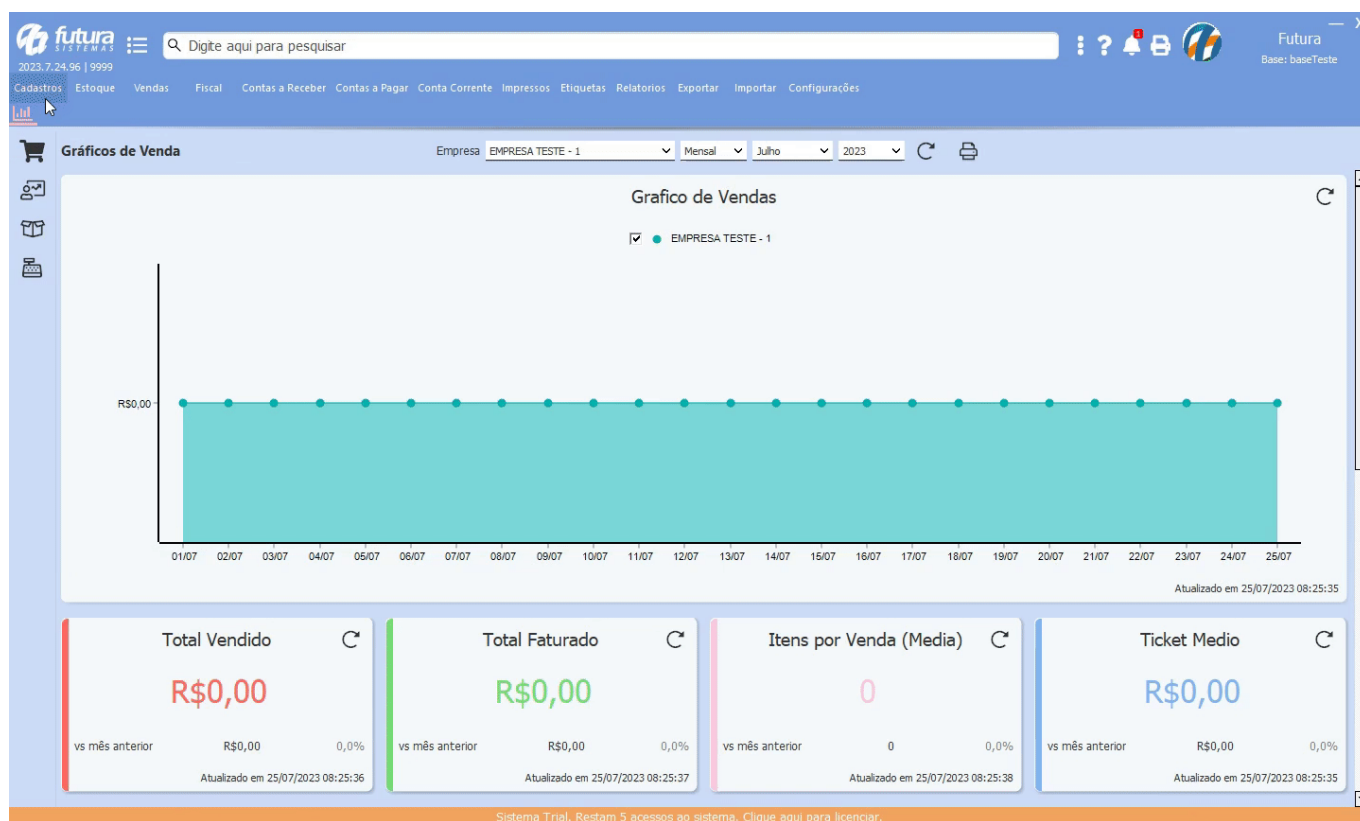 futura
SISTEMAS
Digite aqui para pesquisar
?
Futura
Base: baseTeste
2023.7.24.96 | 9999
Cadastros Estoque Vendas Fiscal Contas a Receber Contas a Pagar Conta Corrente Impressos Etiquetas Relatorios Exportar Importar Configurações
Gráficos de Venda Empresa EMPRESA TESTE - 1 Mensal Julho 2023
Grafico de Vendas
EMPRESA TESTE - 1
R$0,00
01/07 02/07 03/07 04/07 05/07 06/07 07/07 08/07 09/07 10/07 11/07 12/07 13/07 14/07 15/07 16/07 17/07 18/07 19/07 20/07 21/07 22/07 23/07 24/07 25/07
Atualizado em 25/07/2023 08:25:35
Total Vendido
R$0,00
vs mês anterior R$0,00 0,0%
Atualizado em 25/07/2023 08:25:36
Total Faturado
R$0,00
vs mês anterior R$0,00 0,0%
Atualizado em 25/07/2023 08:25:37
Itens por Venda (Media)
0
vs mês anterior 0 0,0%
Atualizado em 25/07/2023 08:25:38
Ticket Medio
R$0,00
vs mês anterior R$0,00 0,0%
Atualizado em 25/07/2023 08:25:35
Sistema Trial. Restam 5 acessos ao sistema. Clique aqui para licenciar.